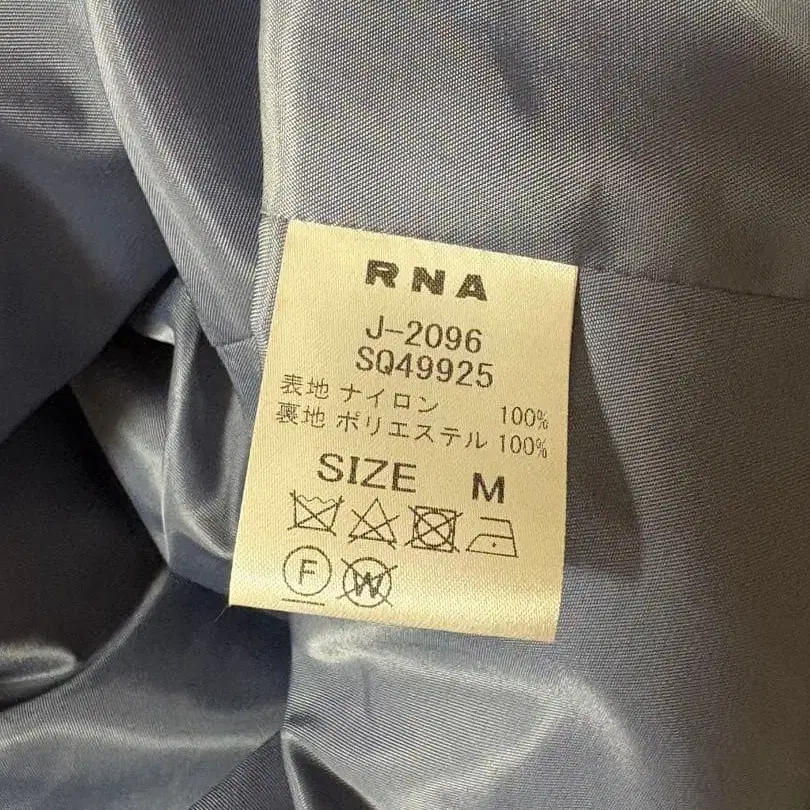 RNA
J-2096
SQ49925
表地 ナイロン 100%
裏地 ポリエステル 100%
SIZE M
F W